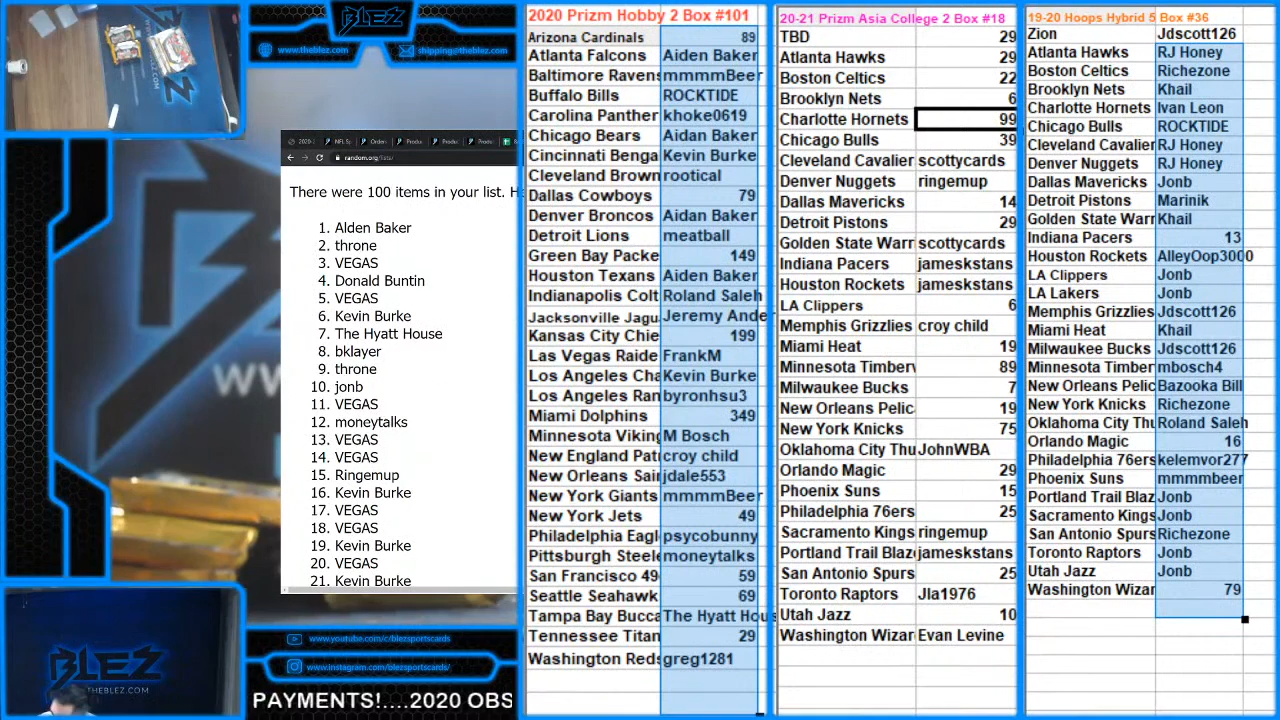 BLEZ
www.theblez.com
shipping@theblez.com
random.org/lists/
There were 100 items in your list. H
1. Alden Baker
2. throne
3. VEGAS
4. Donald Buntin
5. VEGAS
6. Kevin Burke
7. The Hyatt House
8. bklayer
9. throne
10. jonb
11. VEGAS
12. moneytalks
13. VEGAS
14. VEGAS
15. Ringemup
16. Kevin Burke
17. VEGAS
18. VEGAS
19. Kevin Burke
20. VEGAS
21. Kevin Burke
BLEZ
THEBLEZ.COM
www.youtube.com/c/blezsportscards
www.instagram.com/blezsportscards/
PAYMENTS!....2020 OBS
2020 Prizm Hobby 2 Box #101
Arizona Cardinals 89
Atlanta Falcons Aiden Baker
Baltimore Ravens mmmmBeer
Buffalo Bills ROCKTIDE
Carolina Panther khoke0619
Chicago Bears Aidan Baker
Cincinnati Benga Kevin Burke
Cleveland Brown rootical
Dallas Cowboys 79
Denver Broncos Aidan Baker
Detroit Lions meatball
Green Bay Packe 149
Houston Texans Aiden Baker
Indianapolis Colt Roland Saleh
Jacksonville Jagu Jeremy Ande
Kansas City Chie 199
Las Vegas Raide FrankM
Los Angeles Cha Kevin Burke
Los Angeles Ran byronhsu3
Miami Dolphins 349
Minnesota Viking M Bosch
New England Patr croy child
New Orleans Sain jdale553
New York Giants mmmmBeer
New York Jets 49
Philadelphia Eagl psycobunny
Pittsburgh Steele moneytalks
San Francisco 49 59
Seattle Seahawk 69
Tampa Bay Bucca The Hyatt Hous
Tennessee Titan 29
Washington Reds greg1281
20-21 Prizm Asia College 2 Box #18
TBD 29
Atlanta Hawks 29
Boston Celtics 22
Brooklyn Nets 6
Charlotte Hornets 99
Chicago Bulls 39
Cleveland Cavalier scottycards
Denver Nuggets ringemup
Dallas Mavericks 14
Detroit Pistons 29
Golden State Warr scottycards
Indiana Pacers jameskstans
Houston Rockets jameskstans
LA Clippers 6
Memphis Grizzlies croy child
Miami Heat 19
Minnesota Timberv 89
Milwaukee Bucks 7
New Orleans Pelic 19
New York Knicks 75
Oklahoma City Thu JohnWBA
Orlando Magic 29
Phoenix Suns 15
Philadelphia 76ers 25
Sacramento Kings ringemup
Portland Trail Blaz jameskstans
San Antonio Spurs 25
Toronto Raptors Jla1976
Utah Jazz 10
Washington Wizar Evan Levine
19-20 Hoops Hybrid 5 Box #36
Zion Jdscott126
Atlanta Hawks RJ Honey
Boston Celtics Richezone
Brooklyn Nets Khail
Charlotte Hornets Ivan Leon
Chicago Bulls ROCKTIDE
Cleveland Cavalier RJ Honey
Denver Nuggets RJ Honey
Dallas Mavericks Jonb
Detroit Pistons Marinik
Golden State Warr Khail
Indiana Pacers 13
Houston Rockets AlleyOop3000
LA Clippers Jonb
LA Lakers Jonb
Memphis Grizzlies Jdscott126
Miami Heat Khail
Milwaukee Bucks Jdscott126
Minnesota Timber mbosch4
New Orleans Pelic Bazooka Bill
New York Knicks Richezone
Oklahoma City Thu Roland Saleh
Orlando Magic 16
Philadelphia 76ers kelemvor277
Phoenix Suns mmmmbeer
Portland Trail Blaz Jonb
Sacramento Kings Jonb
San Antonio Spurs Richezone
Toronto Raptors Jonb
Utah Jazz Jonb
Washington Wizar 79